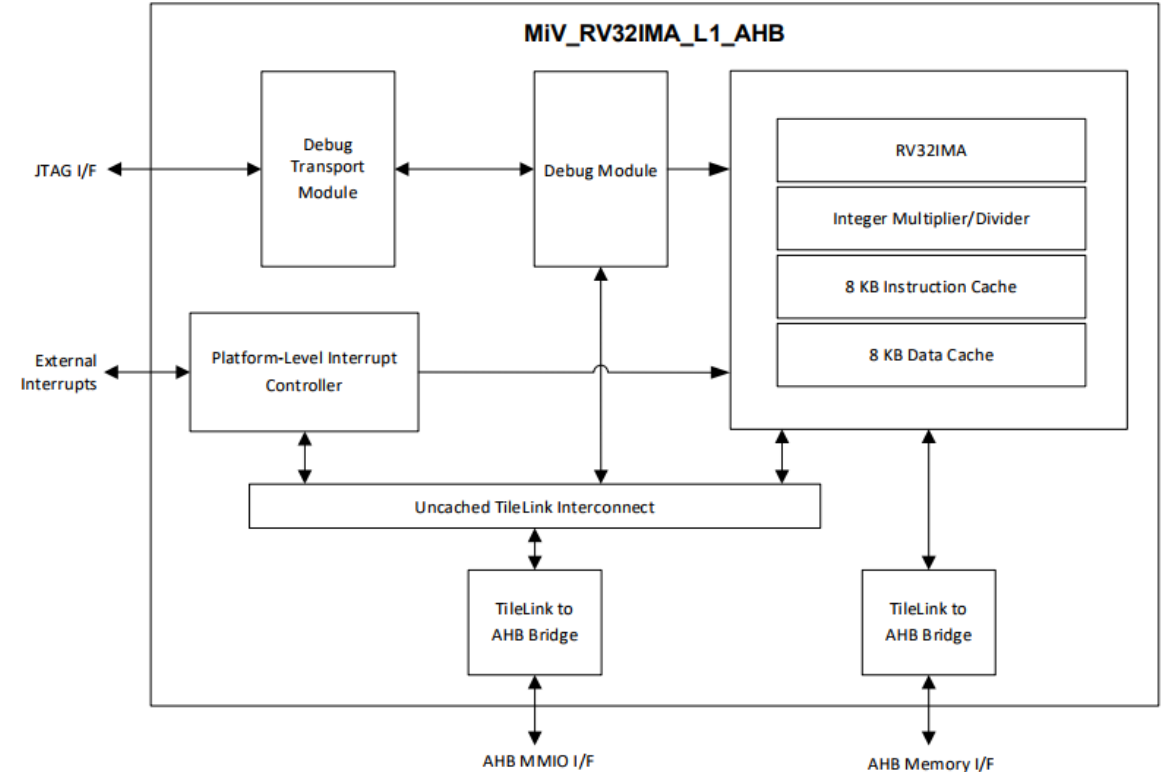 MiV_RV32IMA_L1_AHB
Debug
Transport
Module
Debug Module
RV32IMA
Integer Multiplier/Divider
8 KB Instruction Cache
8 KB Data Cache
JTAG I/F
External
Interrupts
Platform-Level Interrupt
Controller
Uncached TileLink Interconnect
TileLink to
AHB Bridge
TileLink to
AHB Bridge
AHB MMIO I/F
AHB Memory I/F